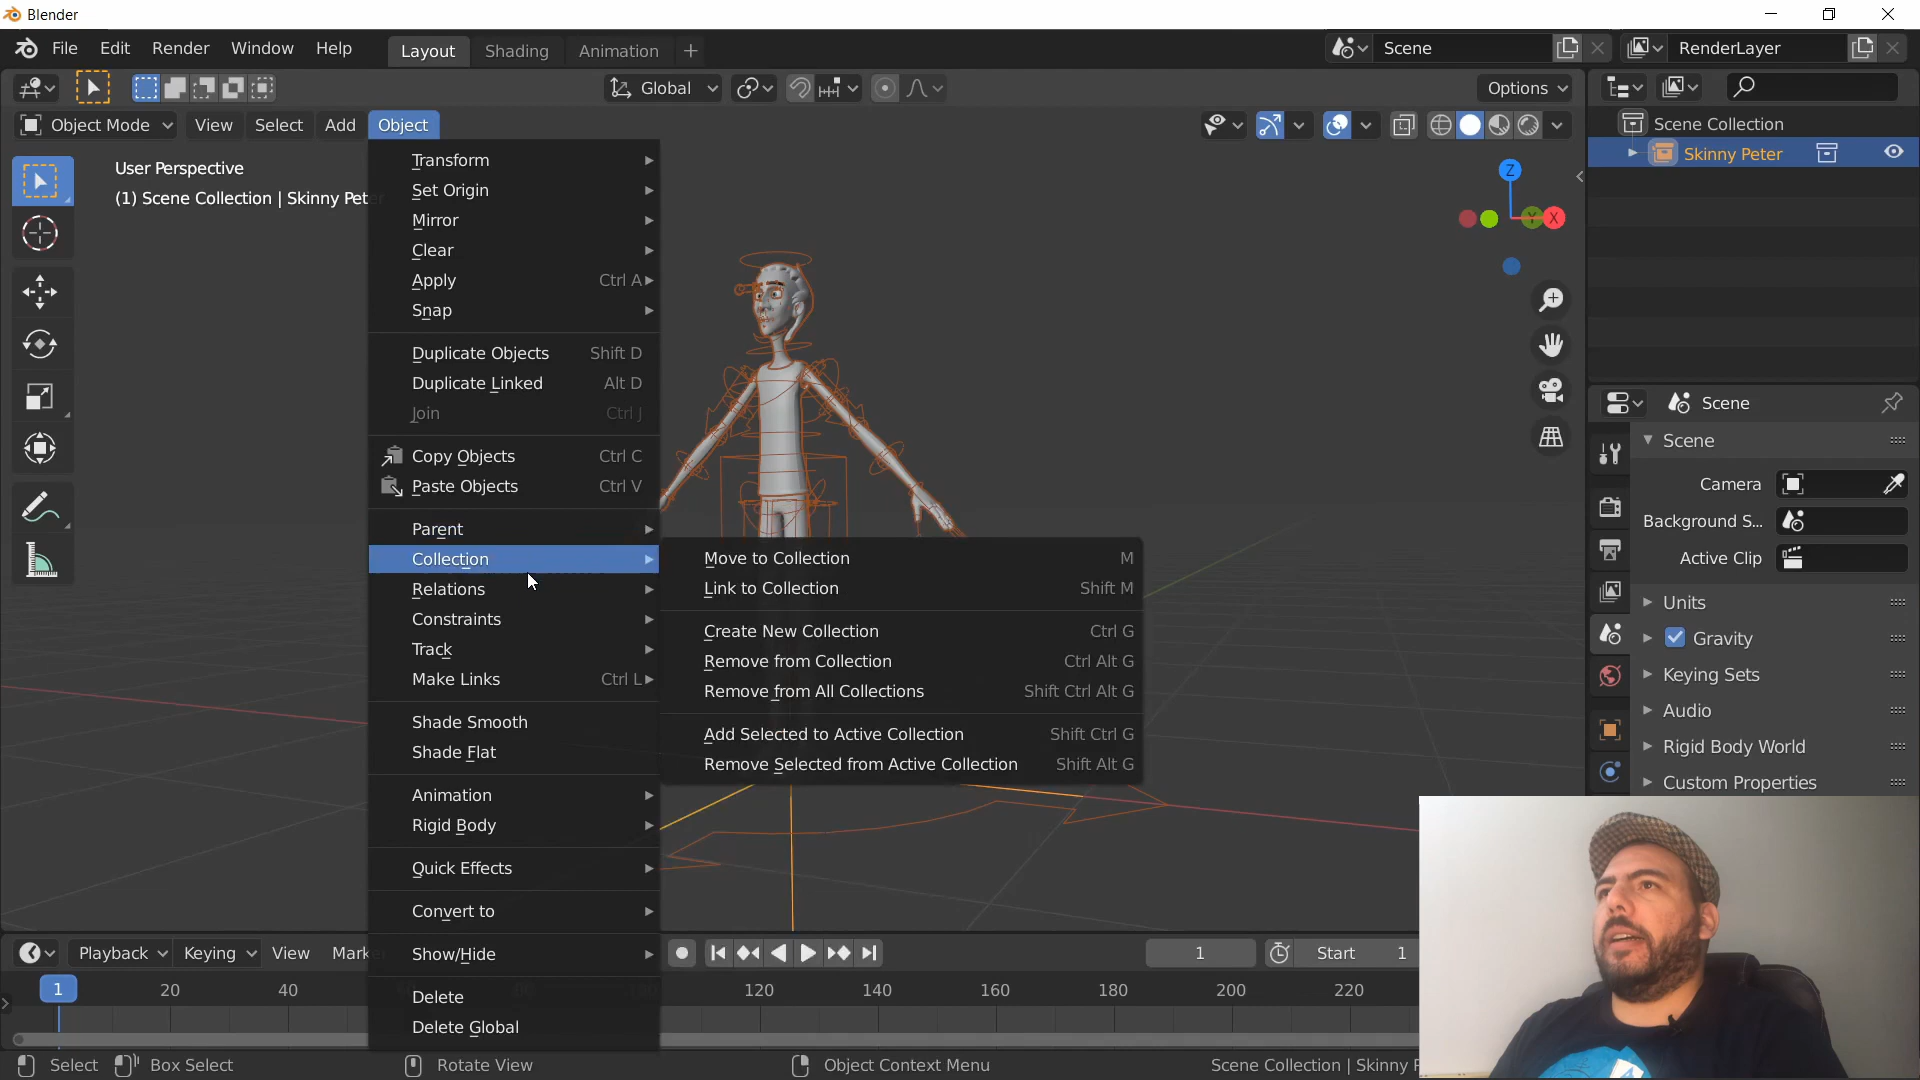 Blender
File Edit Render Window Help Layout Shading Animation + Scene RenderLayer
Global Options
Object Mode View Select Add Object
Scene Collection
Skinny Peter
User Perspective
(1) Scene Collection | Skinny Pet
Z
Y X
Transform
Set Origin
Mirror
Clear
Apply Ctrl A
Snap
Duplicate Objects Shift D
Duplicate Linked Alt D
Join Ctrl J
Copy Objects Ctrl C
Paste Objects Ctrl V
Parent
Collection
Relations
Constraints
Track
Make Links Ctrl L
Shade Smooth
Shade Flat
Animation
Rigid Body
Quick Effects
Convert to
Show/Hide
Delete
Delete Global
Move to Collection M
Link to Collection Shift M
Create New Collection Ctrl G
Remove from Collection Ctrl Alt G
Remove from All Collections Shift Ctrl Alt G
Add Selected to Active Collection Shift Ctrl G
Remove Selected from Active Collection Shift Alt G
Scene
Scene
Camera
Background S...
Active Clip
Units
Gravity
Keying Sets
Audio
Rigid Body World
Custom Properties
Playback Keying View Mark 1 Start 1
1 20 40 120 140 160 180 200 220
Select Box Select Rotate View Object Context Menu Scene Collection | Skinny